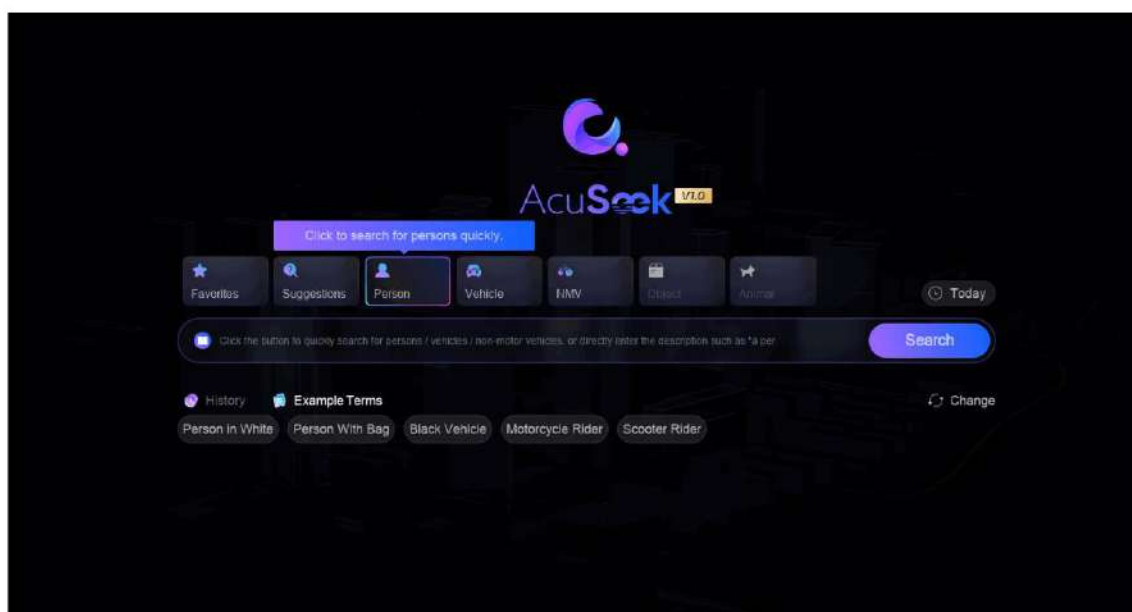 AcuSeek V1.0
Click to search for persons quickly.
Favorites Suggestions Person Vehicle NMV Object Animal
Today
Click the button to quickly search for persons / vehicles / non-motor vehicles, or directly enter the description such as "a per
Search
History Example Terms Change
Person in White Person With Bag Black Vehicle Motorcycle Rider Scooter Rider